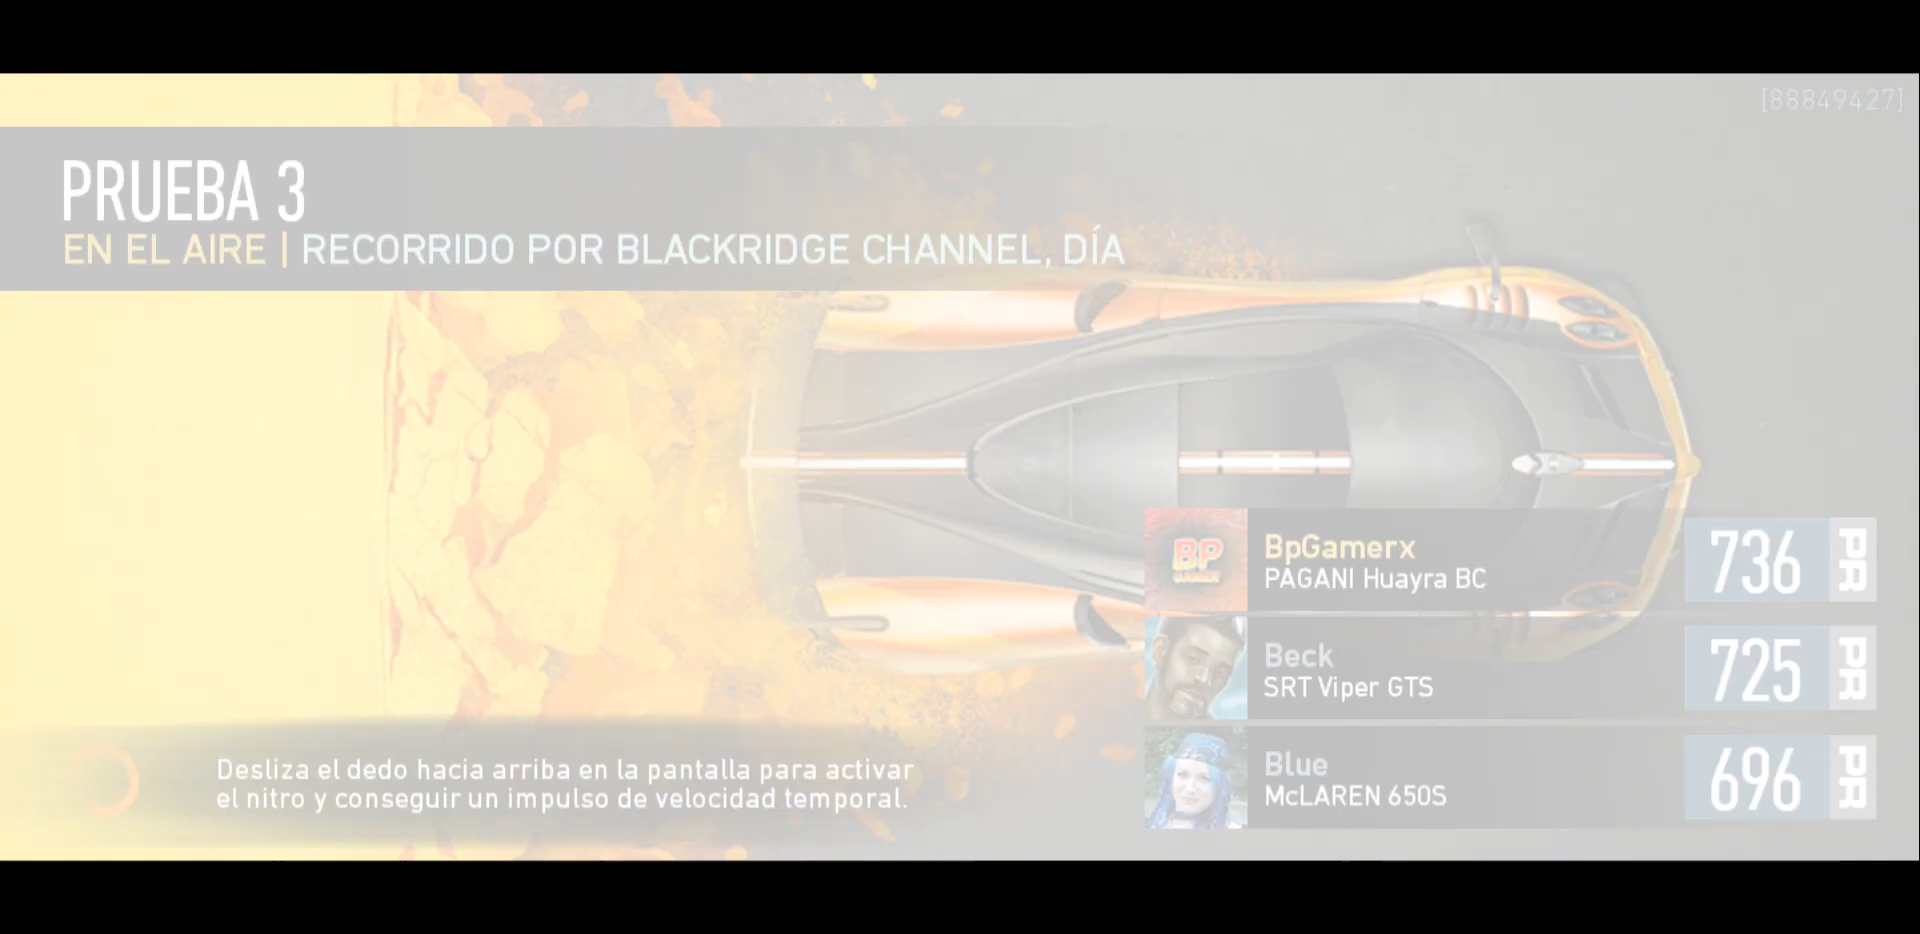 [88849427]
PRUEBA 3
EN EL AIRE | RECORRIDO POR BLACKRIDGE CHANNEL, DÍA
BP
GAMER
BpGamerx
PAGANI Huayra BC
736 PR
Beck
SRT Viper GTS
725 PR
Blue
McLAREN 650S
696 PR
Desliza el dedo hacia arriba en la pantalla para activar
el nitro y conseguir un impulso de velocidad temporal.